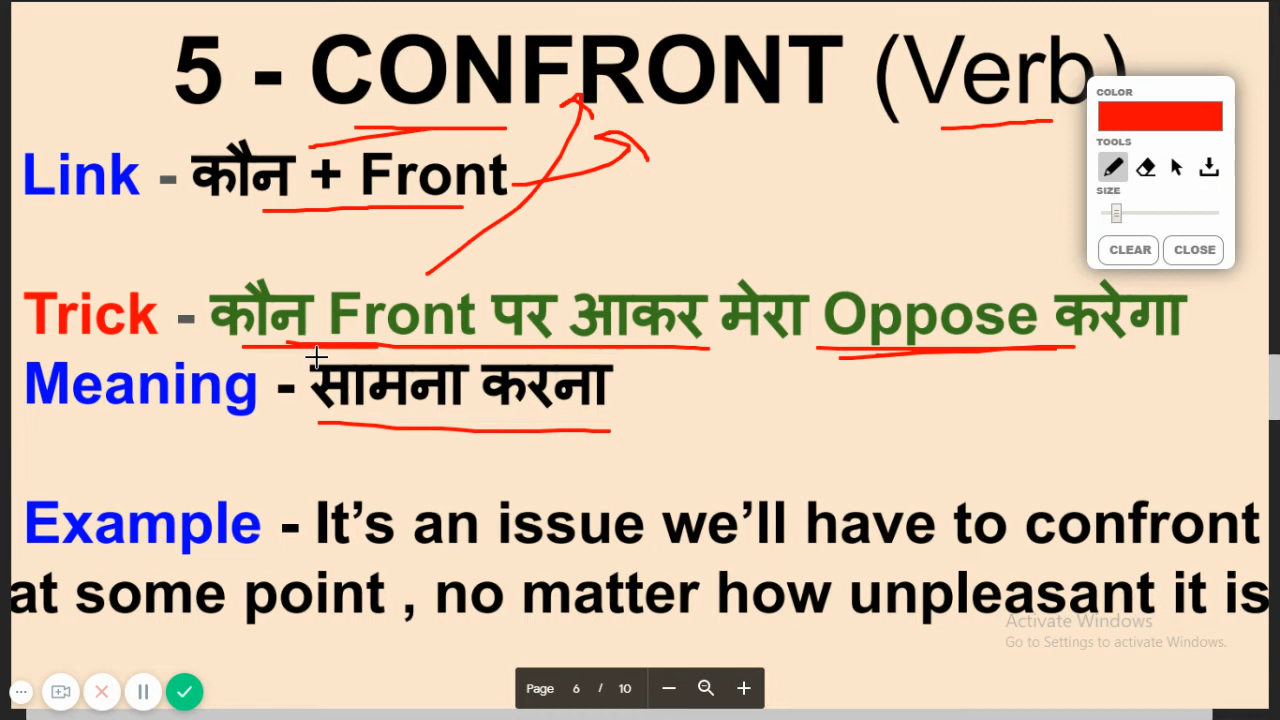 5 - CONFRONT (Verb)
COLOR
TOOLS
Link - कौन + Front
SIZE
CLEAR CLOSE
Trick - कौन Front पर आकर मेरा Oppose करेगा
Meaning - सामना करना
Example - It’s an issue we’ll have to confront
at some point , no matter how unpleasant it is
Activate Windows
Go to Settings to activate Windows.
Page 6 / 10